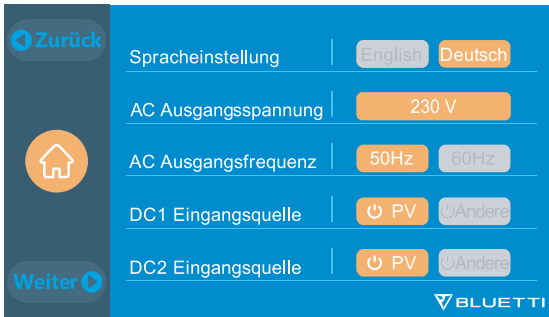 Zurück
Spracheinstellung English Deutsch
AC Ausgangsspannung 230 V
AC Ausgangsfrequenz 50Hz 60Hz
DC1 Eingangsquelle PV Andere
DC2 Eingangsquelle PV Andere
Weiter
BLUETTI